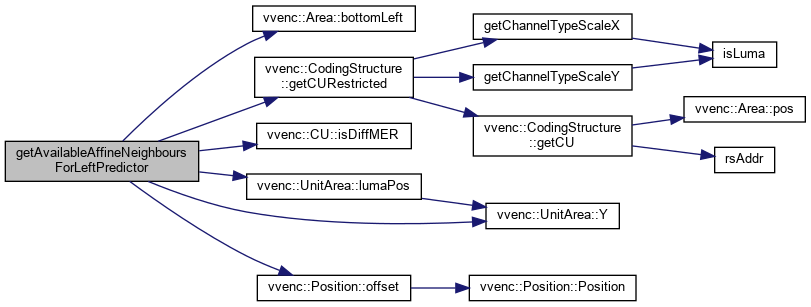 getAvailableAffineNeighbours
ForLeftPredictor
vvenc::Area::bottomLeft
vvenc::CodingStructure
::getCURestricted
vvenc::CU::isDiffMER
vvenc::UnitArea::lumaPos
vvenc::Position::offset
getChannelTypeScaleX
getChannelTypeScaleY
vvenc::CodingStructure
::getCU
vvenc::UnitArea::Y
vvenc::Position::Position
isLuma
vvenc::Area::pos
rsAddr